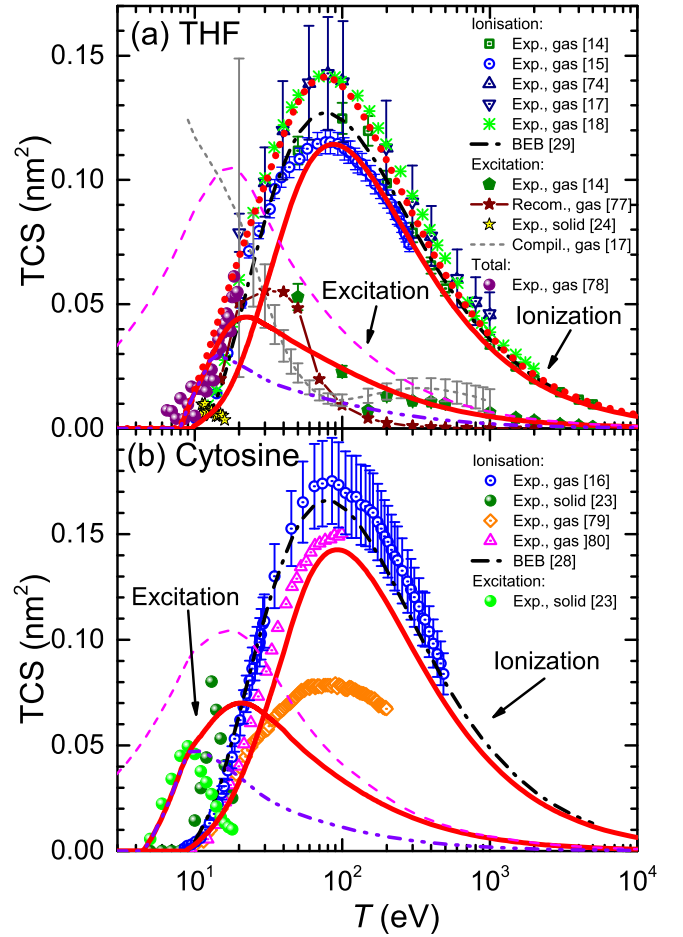 (a) THF
Ionisation:
Exp., gas [14]
Exp., gas [15]
Exp., gas [74]
Exp., gas [17]
Exp., gas [18]
BEB [29]
Excitation:
Exp., gas [14]
Recom., gas [77]
Exp., solid [24]
Compil., gas [17]
Total:
Exp., gas [78]
Excitation
Ionization
0.15
0.10
0.05
0.00
TCS (nm²)
(b) Cytosine
Ionisation:
Exp., gas [16]
Exp., solid [23]
Exp., gas [79]
Exp., gas ]80]
BEB [28]
Excitation:
Exp., solid [23]
Excitation
Ionization
0.15
0.10
0.05
0.00
TCS (nm²)
10¹ 10² 10³ 10⁴
T (eV)